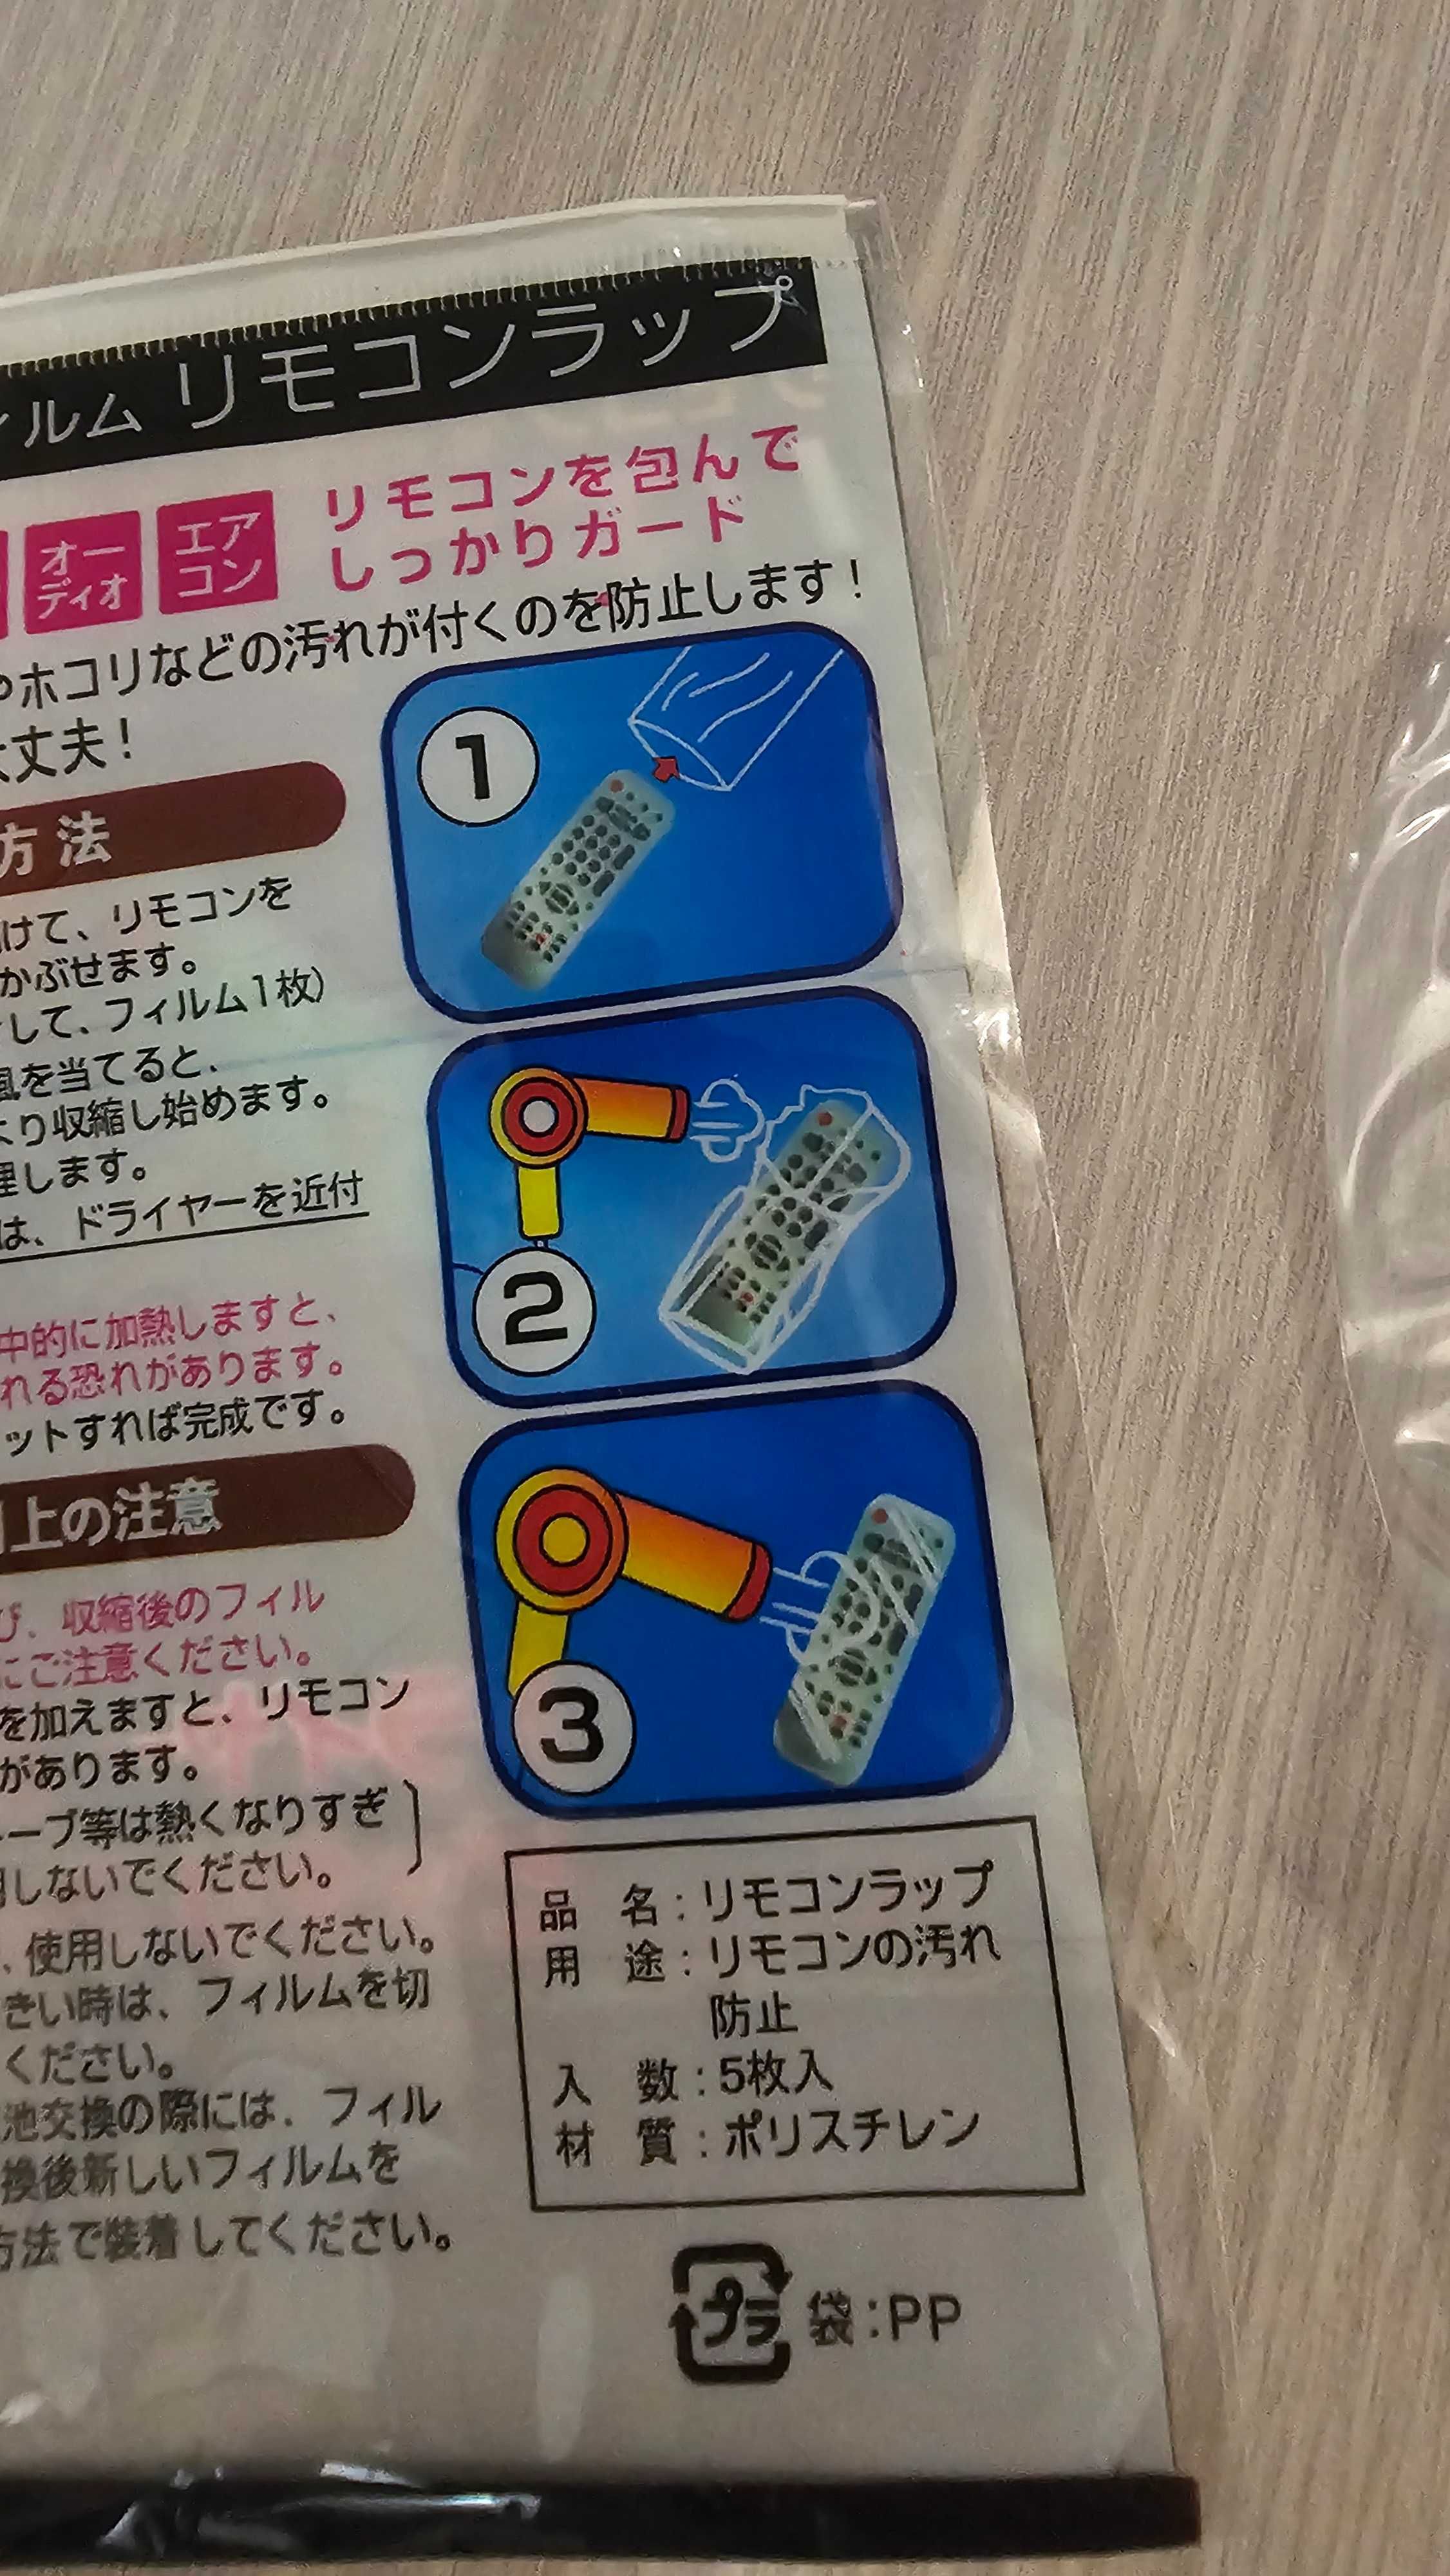 ルム リモコンラップ
オーディオ
エアコン
リモコンを包んで
しっかりガード
ホコリなどの汚れが付くのを防止します！
丈夫！
方法
けて、リモコンを
かぶせます。
して、フィルム1枚）
風を当てると、
より収縮し始めます。
理します。
は、ドライヤーを近付
中的に加熱しますと、
れる恐れがあります。
ットすれば完成です。
上の注意
び、収縮後のフィル
にご注意ください。
を加えますと、リモコン
があります。
ーブ等は熱くなりすぎ
しないでください。
、使用しないでください。
きい時は、フィルムを切
ください。
池交換の際には、フィル
換後新しいフィルムを
方法で装着してください。
1
2
3
品 名：リモコンラップ
用 途：リモコンの汚れ
防止
入 数：5枚入
材 質：ポリスチレン
プラ 袋：PP